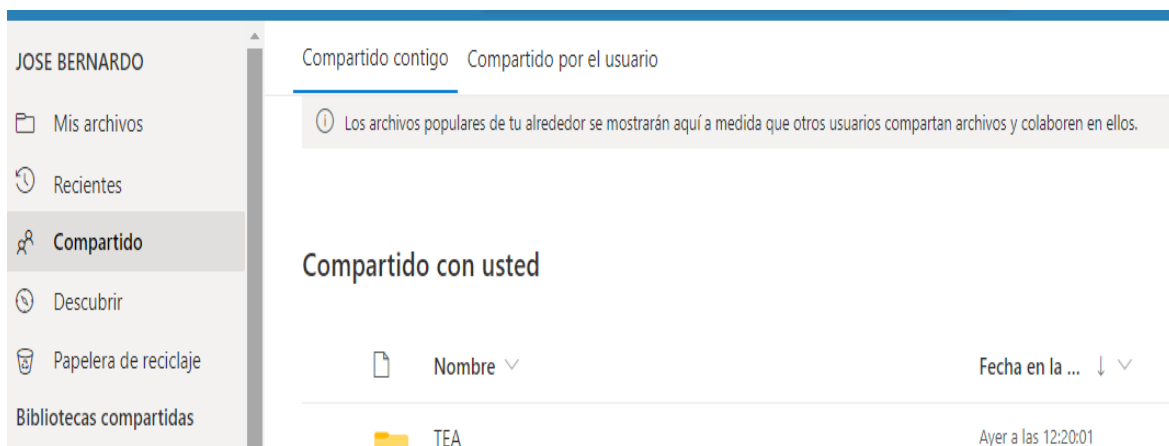 JOSE BERNARDO
Mis archivos
Recientes
Compartido
Descubrir
Papelera de reciclaje
Bibliotecas compartidas
Compartido contigo Compartido por el usuario
Los archivos populares de tu alrededor se mostrarán aquí a medida que otros usuarios compartan archivos y colaboren en ellos.
Compartido con usted
Nombre Fecha en la ...
TEA Ayer a las 12:20:01